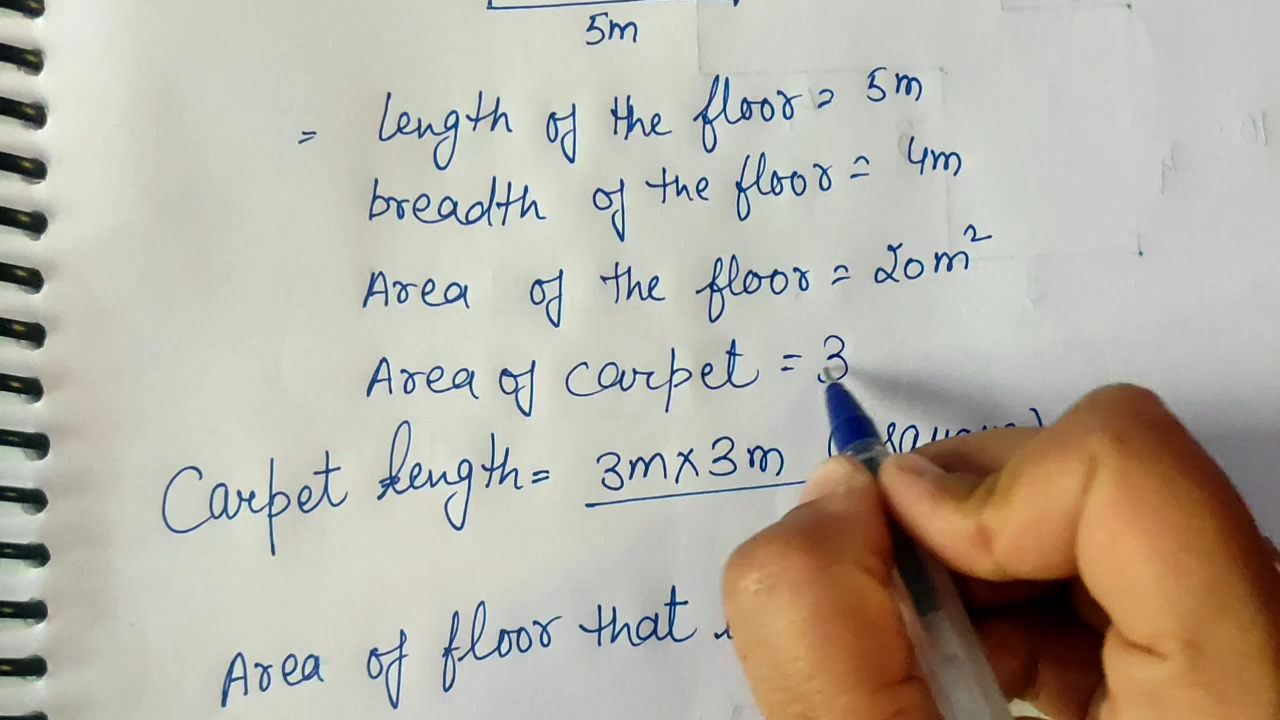 5m
= length of the floor = 5m
breadth of the floor = 4m
Area of the floor = 20m²
Area of carpet = 3
Carpet length = 3m×3m
Area of floor that